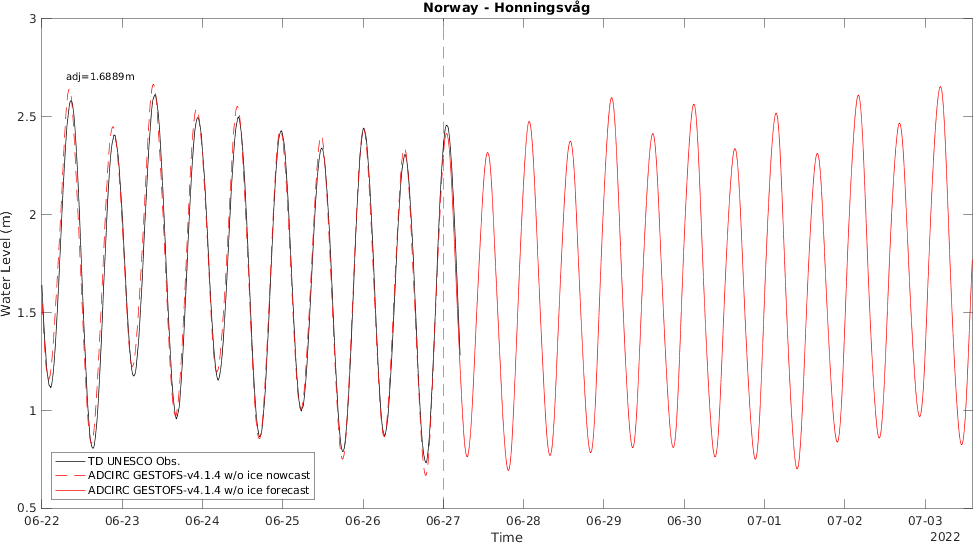 Norway - Honningsvåg
3
adj=1.6889m
2.5
2
Water Level (m)
1.5
1
TD UNESCO Obs.
ADCIRC GESTOFS-v4.1.4 w/o ice nowcast
ADCIRC GESTOFS-v4.1.4 w/o ice forecast
0.5
06-22 06-23 06-24 06-25 06-26 06-27 06-28 06-29 06-30 07-01 07-02 07-03
Time
2022